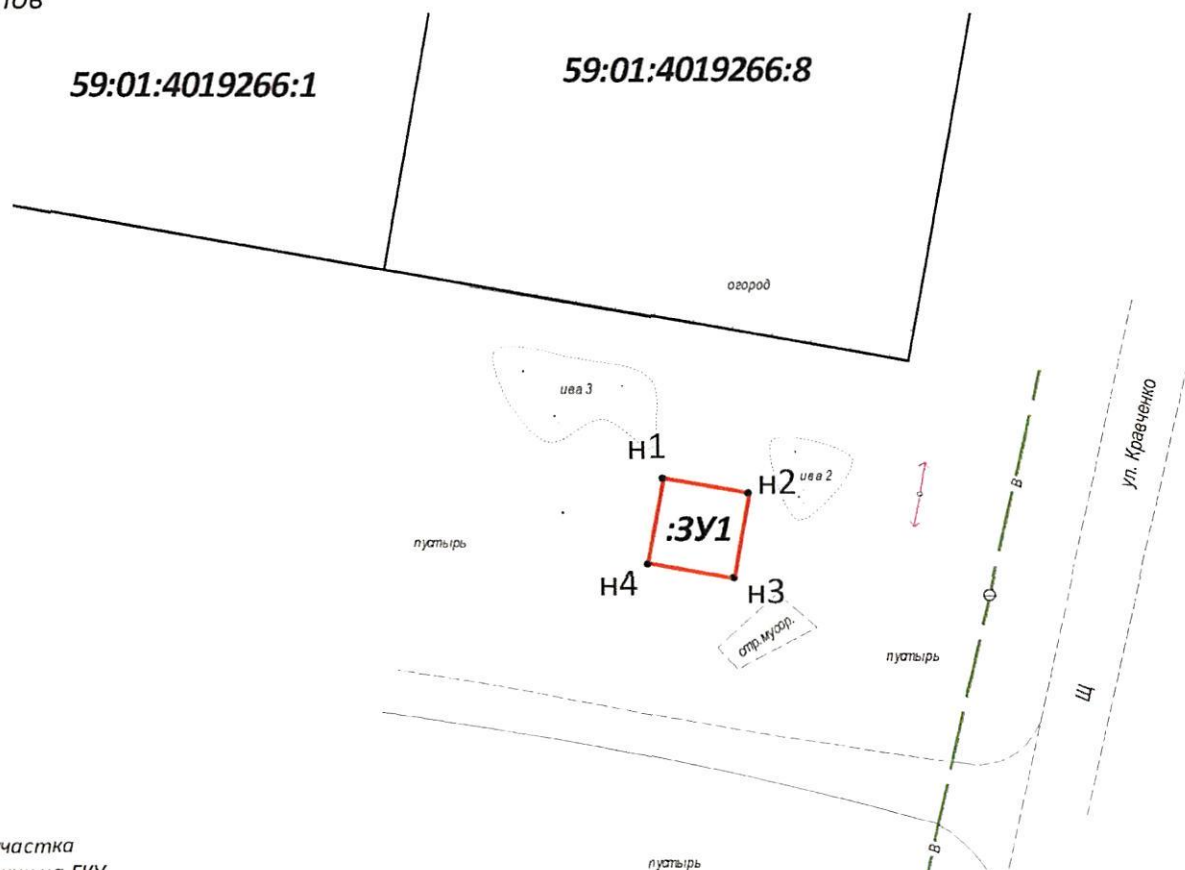 59:01:4019266:1
59:01:4019266:8
огород
ива 3
ул. Кравченко
н1
н2
ива 2
В
:ЗУ1
пустырь
н4
н3
стр. мусор.
пустырь
Щ
В
частка
пустырь